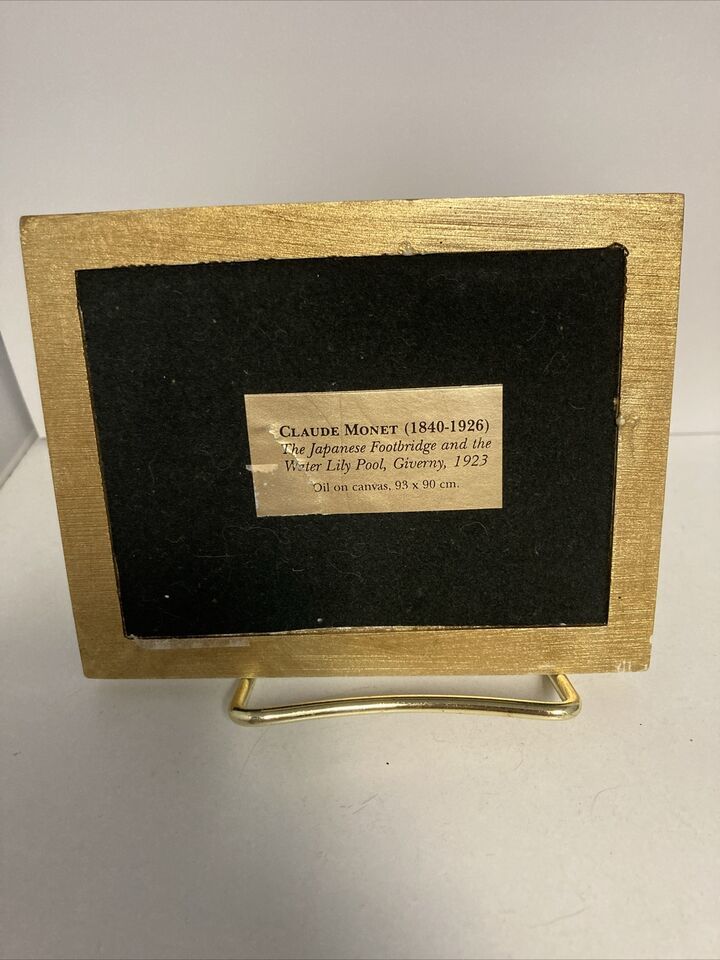 CLAUDE MONET (1840-1926)
The Japanese Footbridge and the
Water Lily Pool, Giverny, 1923
Oil on canvas, 93 x 90 cm.